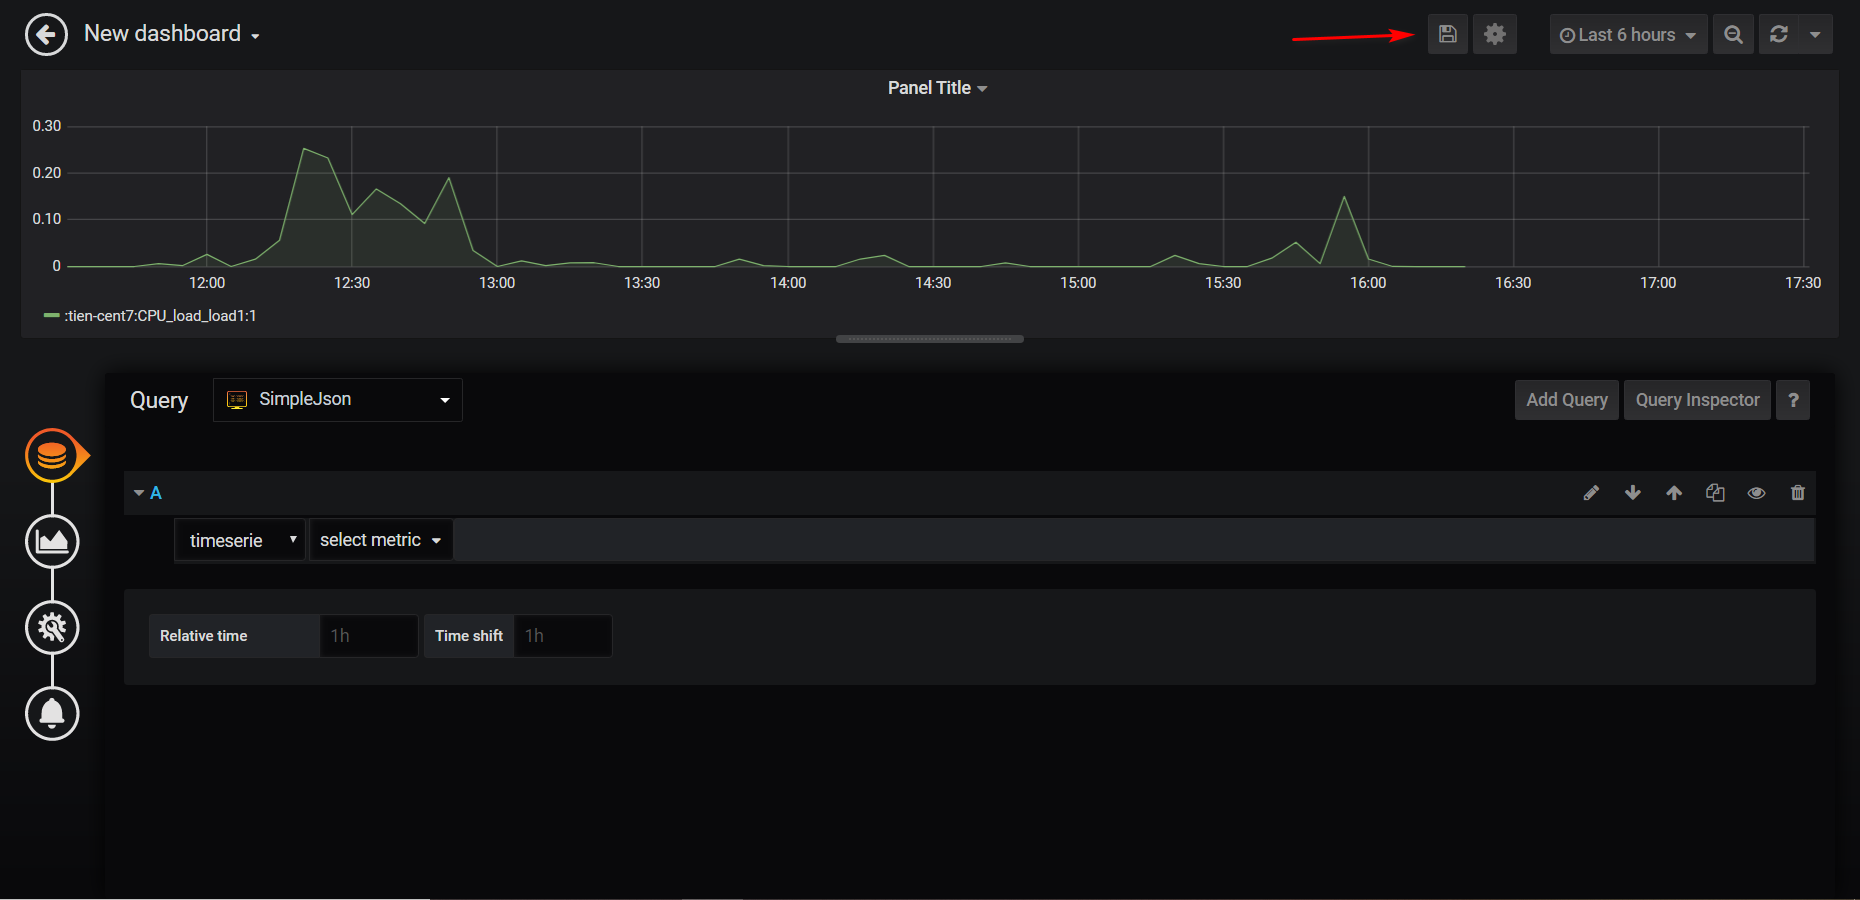 New dashboard
Last 6 hours
Panel Title
0.30
0.20
0.10
0
12:00 12:30 13:00 13:30 14:00 14:30 15:00 15:30 16:00 16:30 17:00 17:30
:tien-cent7:CPU_load_load1:1
Query SimpleJson Add Query Query Inspector ?
A
timeserie select metric
Relative time 1h Time shift 1h